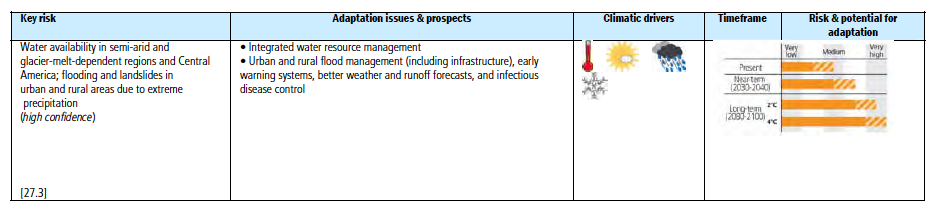 Key risk
Adaptation issues & prospects
Climatic drivers
Timeframe
Risk & potential for
adaptation
Water availability in semi-arid and
glacier-melt-dependent regions and Central
America; flooding and landslides in
urban and rural areas due to extreme
precipitation
(high confidence)
[27.3]
• Integrated water resource management
• Urban and rural flood management (including infrastructure), early
warning systems, better weather and runoff forecasts, and infectious
disease control
Very
low
Medium
Very
high
Present
Near-term
(2030-2040)
Long-term
(2080-2100)
2°C
4°C